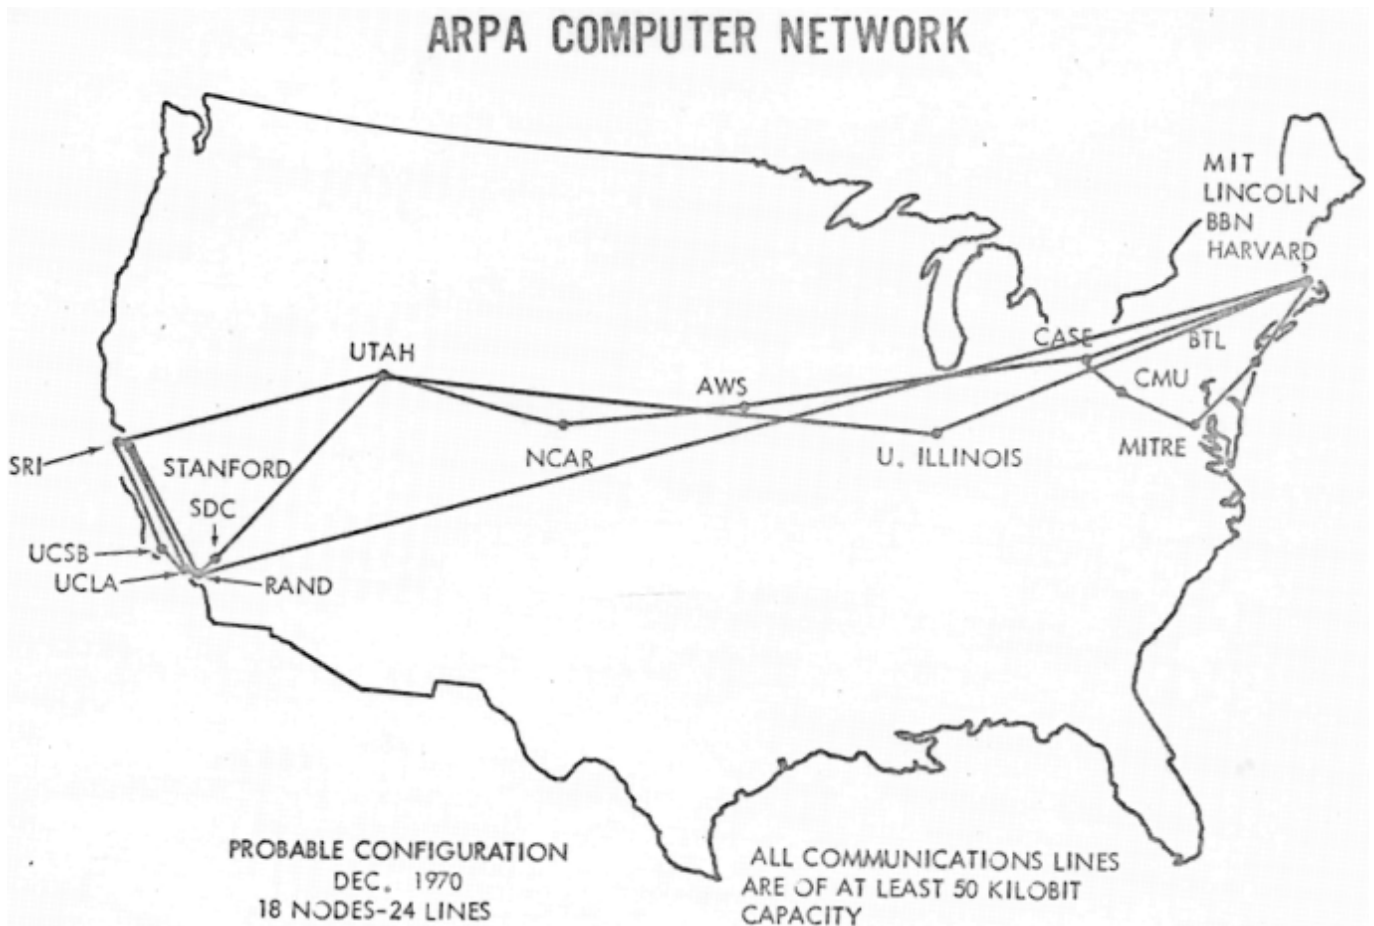 ARPA COMPUTER NETWORK
MIT
LINCOLN
BBN
HARVARD
CASE
BTL
UTAH
AWS
CMU
SRI
STANFORD
NCAR
U. ILLINOIS
MITRE
SDC
UCSB
UCLA
RAND
PROBABLE CONFIGURATION
DEC. 1970
18 NODES-24 LINES
ALL COMMUNICATIONS LINES
ARE OF AT LEAST 50 KILOBIT
CAPACITY